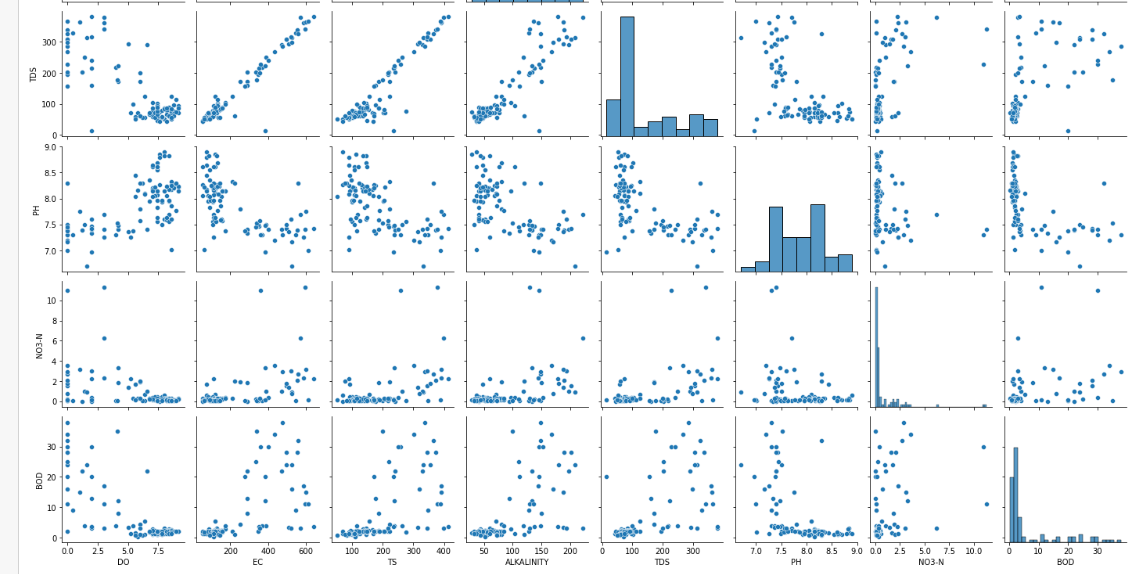 300
200
100
0
TDS
9.0
8.5
8.0
7.5
7.0
PH
10
8
6
4
2
0
NO3-N
30
20
10
0
BOD
0.0 2.5 5.0 7.5
DO
200 400 600
EC
100 200 300 400
TS
50 100 150 200
ALKALINITY
0 100 200 300
TDS
7.0 7.5 8.0 8.5 9.0
PH
0.0 2.5 5.0 7.5 10.0
NO3-N
0 10 20 30
BOD